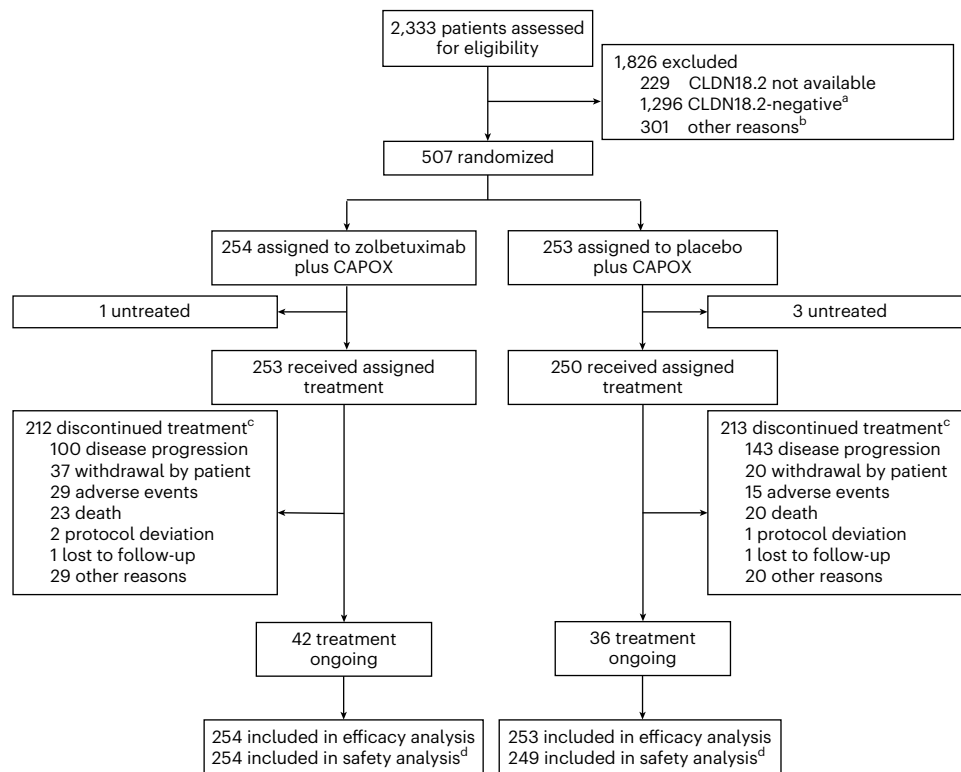 2,333 patients assessed
for eligibility
1,826 excluded
229 CLDN18.2 not available
1,296 CLDN18.2-negativeᵃ
301 other reasonsᵇ
507 randomized
254 assigned to zolbetuximab
plus CAPOX
253 assigned to placebo
plus CAPOX
1 untreated
3 untreated
253 received assigned
treatment
250 received assigned
treatment
212 discontinued treatmentᶜ
100 disease progression
37 withdrawal by patient
29 adverse events
23 death
2 protocol deviation
1 lost to follow-up
29 other reasons
213 discontinued treatmentᶜ
143 disease progression
20 withdrawal by patient
15 adverse events
20 death
1 protocol deviation
1 lost to follow-up
20 other reasons
42 treatment
ongoing
36 treatment
ongoing
254 included in efficacy analysis
254 included in safety analysisᵈ
253 included in efficacy analysis
249 included in safety analysisᵈ